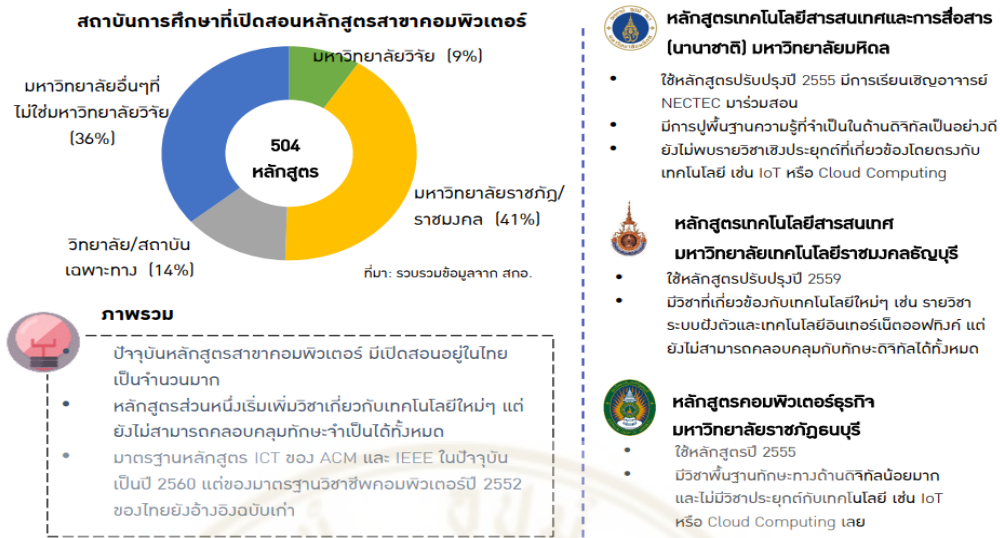 สถาบันการศึกษาที่เปิดสอนหลักสูตรสาขาคอมพิวเตอร์
มหาวิทยาลัยวิจัย (9%)
มหาวิทยาลัยอื่นๆที่
ไม่ใช่มหาวิทยาลัยวิจัย
(36%)
504
หลักสูตร
มหาวิทยาลัยราชภัฏ/
ราชมงคล (41%)
วิทยาลัย/สถาบัน
เฉพาะทาง (14%)
ที่มา: รวบรวมข้อมูลจาก สกอ.
ภาพรวม
• ปัจจุบันหลักสูตรสาขาคอมพิวเตอร์ มีเปิดสอนอยู่ในไทย
เป็นจำนวนมาก
• หลักสูตรส่วนหนึ่งเริ่มเพิ่มวิชาเกี่ยวกับเทคโนโลยีใหม่ๆ แต่
ยังไม่สามารถคลอบคลุมทักษะจำเป็นได้ทั้งหมด
• มาตรฐานหลักสูตร ICT ของ ACM และ IEEE ในปัจจุบัน
เป็นปี 2560 แต่ของมาตรฐานวิชาชีพคอมพิวเตอร์ปี 2552
ของไทยยังอ้างอิงฉบับเก่า
หลักสูตรเทคโนโลยีสารสนเทศและการสื่อสาร
(นานาชาติ) มหาวิทยาลัยมหิดล
• ใช้หลักสูตรปรับปรุงปี 2555 มีการเรียนเชิญอาจารย์
NECTEC มาร่วมสอน
• มีการปูพื้นฐานความรู้ที่จำเป็นในด้านดิจิทัลเป็นอย่างดี
• ยังไม่พบรายวิชาเชิงประยุกต์ที่เกี่ยวข้องโดยตรงกับ
เทคโนโลยี เช่น IoT หรือ Cloud Computing
หลักสูตรเทคโนโลยีสารสนเทศ
มหาวิทยาลัยเทคโนโลยีราชมงคลธัญบุรี
• ใช้หลักสูตรปรับปรุงปี 2559
• มีวิชาที่เกี่ยวข้องกับเทคโนโลยีใหม่ๆ เช่น รายวิชา
ระบบฝังตัวและเทคโนโลยีอินเทอร์เน็ตออฟทิงค์ แต่
ยังไม่สามารถคลอบคลุมกับทักษะดิจิทัลได้ทั้งหมด
หลักสูตรคอมพิวเตอร์ธุรกิจ
มหาวิทยาลัยราชภัฏธนบุรี
• ใช้หลักสูตรปี 2555
• มีวิชาพื้นฐานทักษะทางด้านดิจิทัลน้อยมาก
และไม่มีวิชาประยุกต์กับเทคโนโลยี เช่น IoT
หรือ Cloud Computing เลย